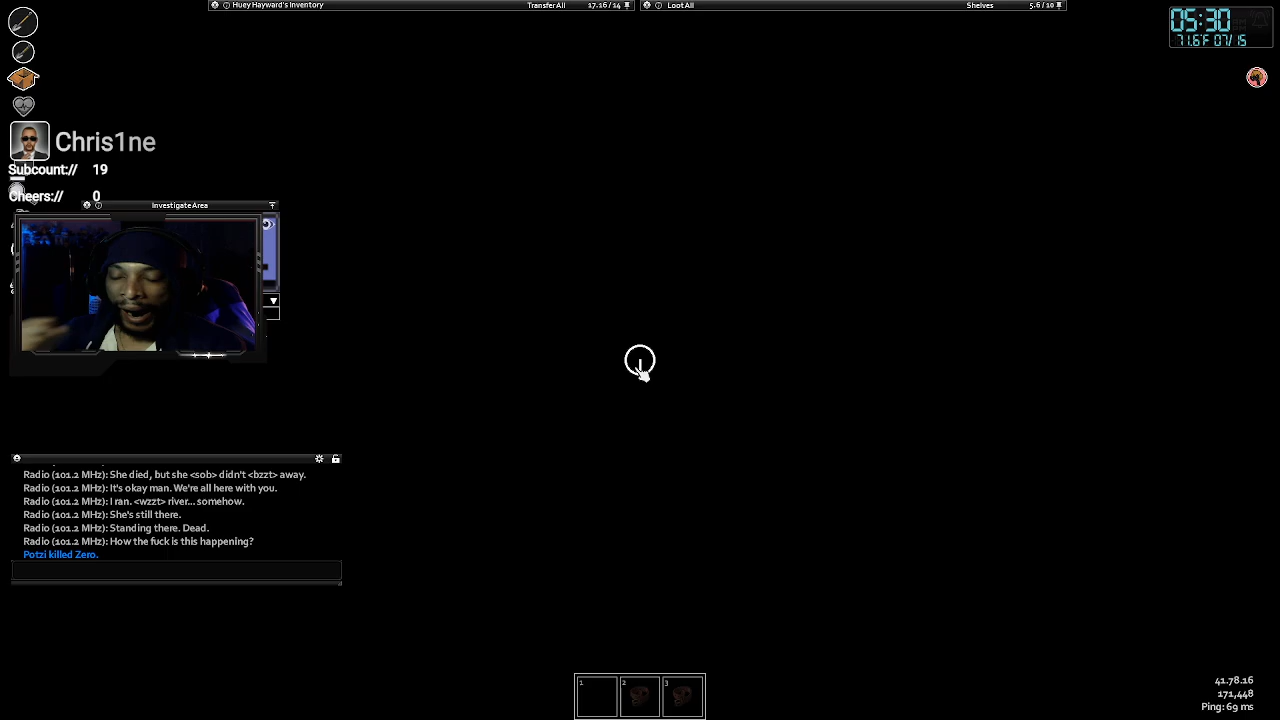 Huey Hayward's Inventory Transfer All 17.16 / 14
Loot All Shelves 5.6 / 10
05:30
71.6°F 07/15
Chris1ne
Subcount:// 19
Cheers:// 0
Investigate Area
Radio (101.2 MHz): She died, but she <sob> didn't <bzzt> away.
Radio (101.2 MHz): It's okay man. We're all here with you.
Radio (101.2 MHz): I ran. <wzzt> river... somehow.
Radio (101.2 MHz): She's still there.
Radio (101.2 MHz): Standing there. Dead.
Radio (101.2 MHz): How the fuck is this happening?
Potzi killed Zero.
1 2 3
41.78.16
171,448
Ping: 69 ms